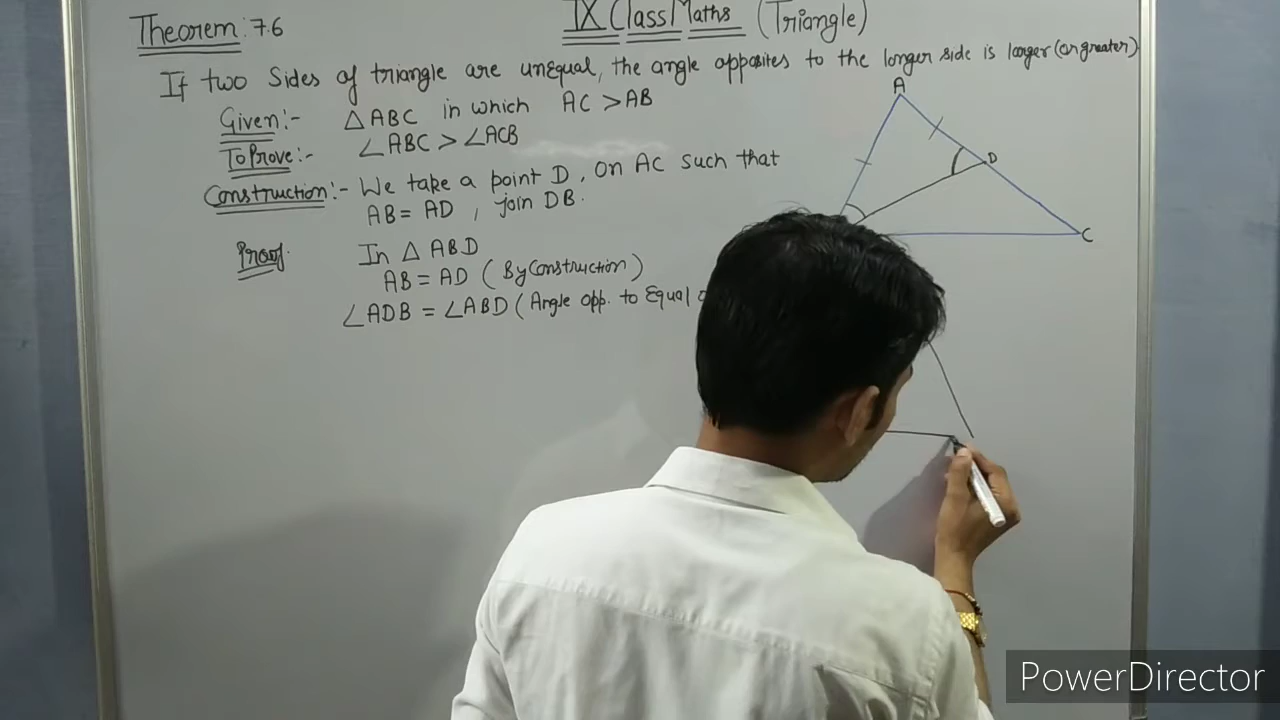 Theorem: 7.6
IX Class Maths (Triangle)
If two Sides of triangle are unequal, the angle opposites to the longer side is larger (or greater)
Given:- △ABC in which AC > AB
To Prove:- ∠ABC > ∠ACB
Construction:- We take a point D, on AC such that
AB = AD, join DB.
Proof In △ ABD
AB = AD (By Construction)
∠ADB = ∠ABD (Angle opp. to Equal
A
D
C
PowerDirector